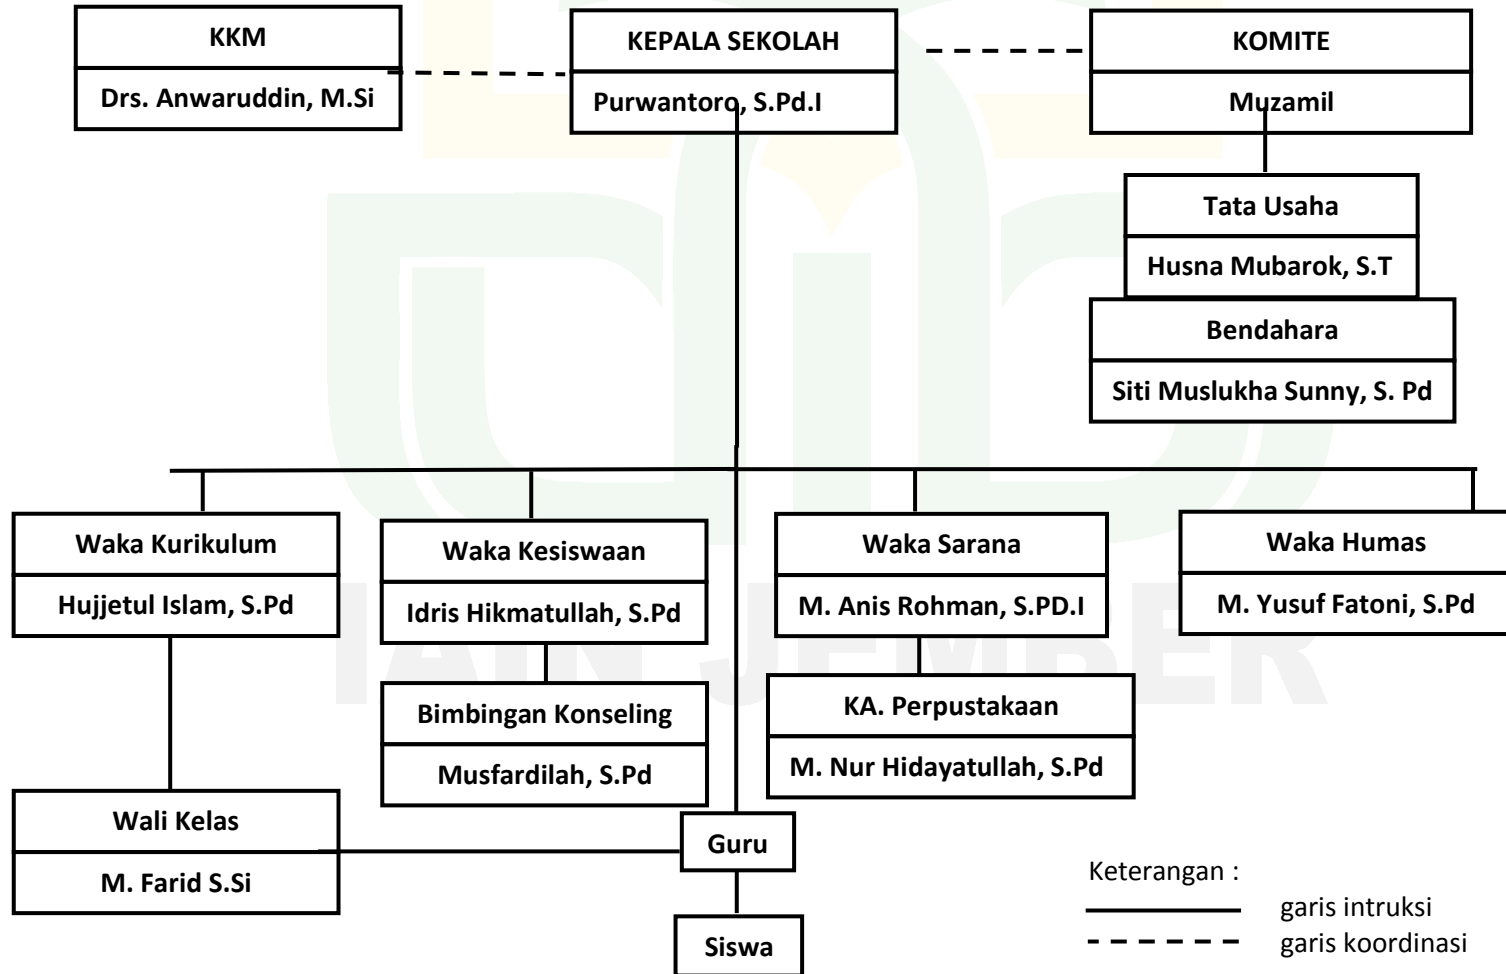 KKM
Drs. Anwaruddin, M.Si
KEPALA SEKOLAH
Purwantoro, S.Pd.I
KOMITE
Muzamil
Tata Usaha
Husna Mubarok, S.T
Bendahara
Siti Muslukha Sunny, S. Pd
Waka Kurikulum
Hujjetul Islam, S.Pd
Waka Kesiswaan
Idris Hikmatullah, S.Pd
Waka Sarana
M. Anis Rohman, S.PD.I
Waka Humas
M. Yusuf Fatoni, S.Pd
IAIN JEMBER
Bimbingan Konseling
Musfardilah, S.Pd
KA. Perpustakaan
M. Nur Hidayatullah, S.Pd
Wali Kelas
M. Farid S.Si
Guru
Siswa
Keterangan :
garis intruksi
garis koordinasi